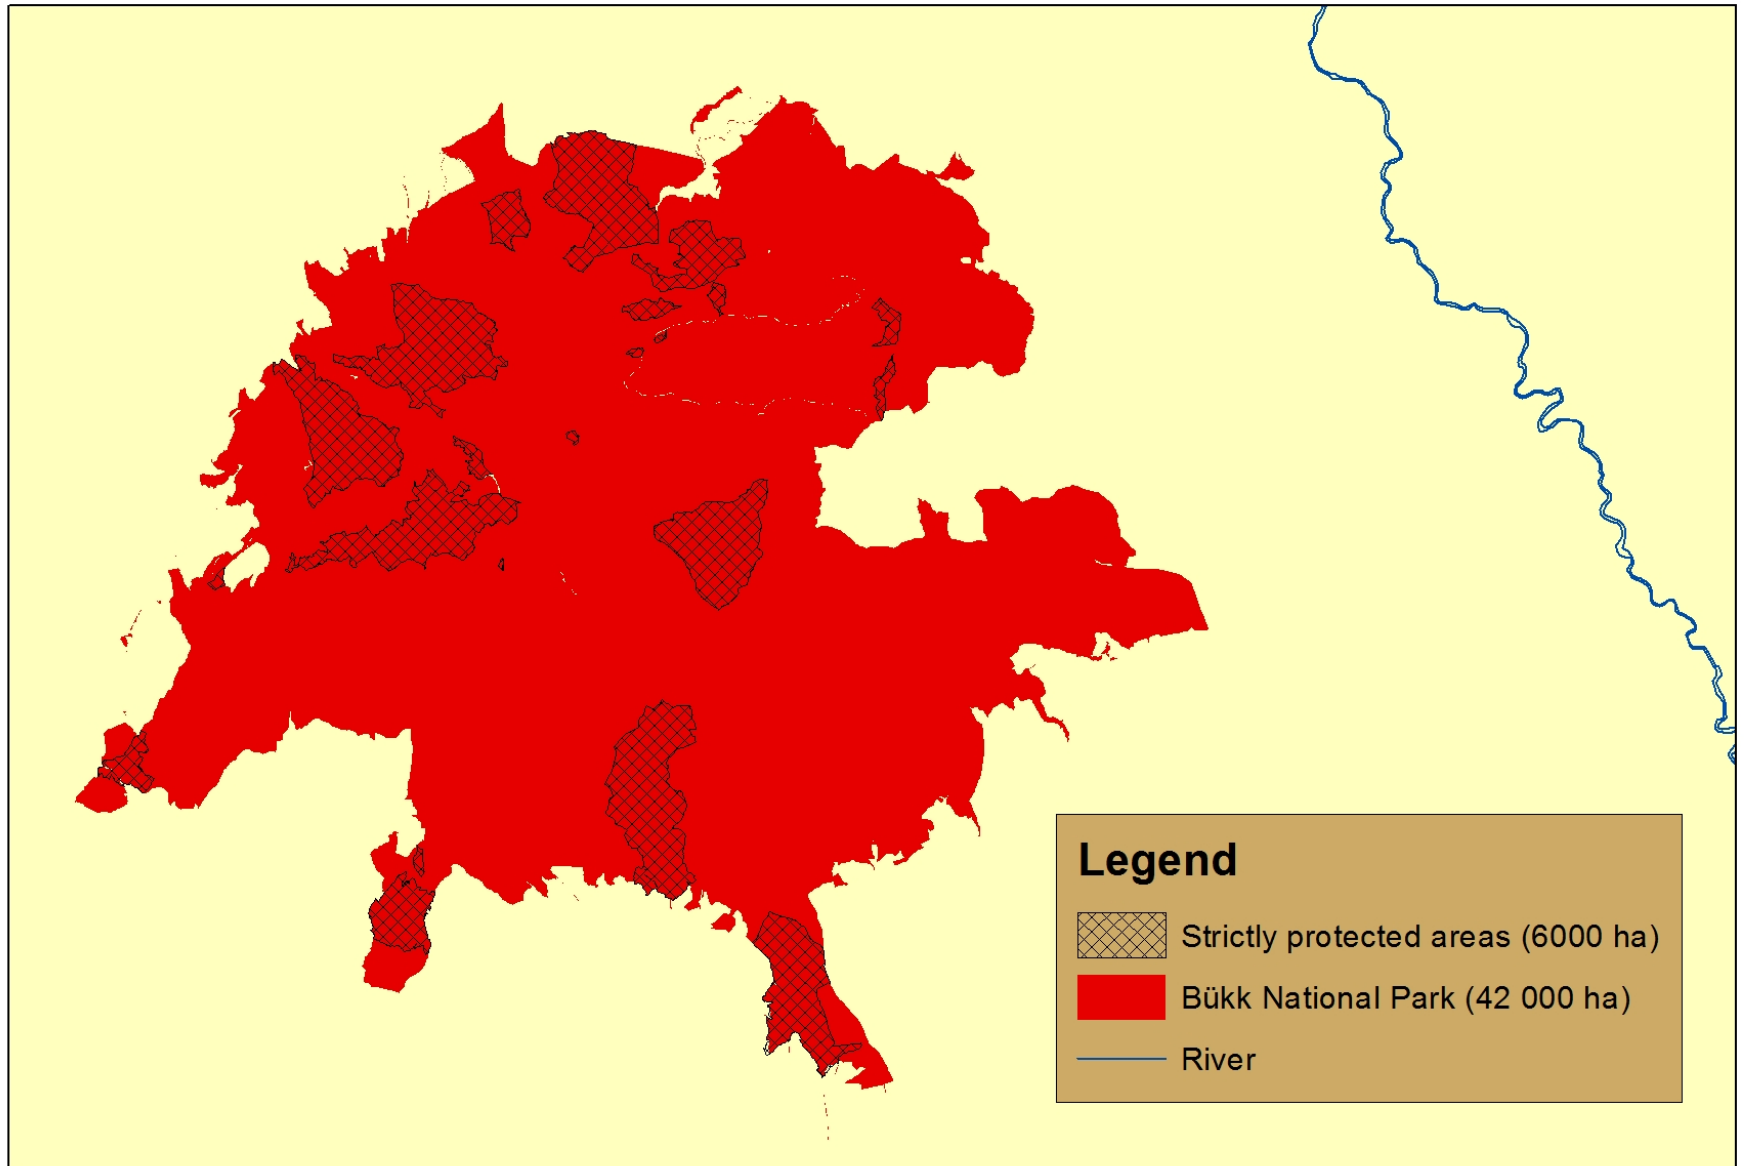 Legend
Strictly protected areas (6000 ha)
Bükk National Park (42 000 ha)
River